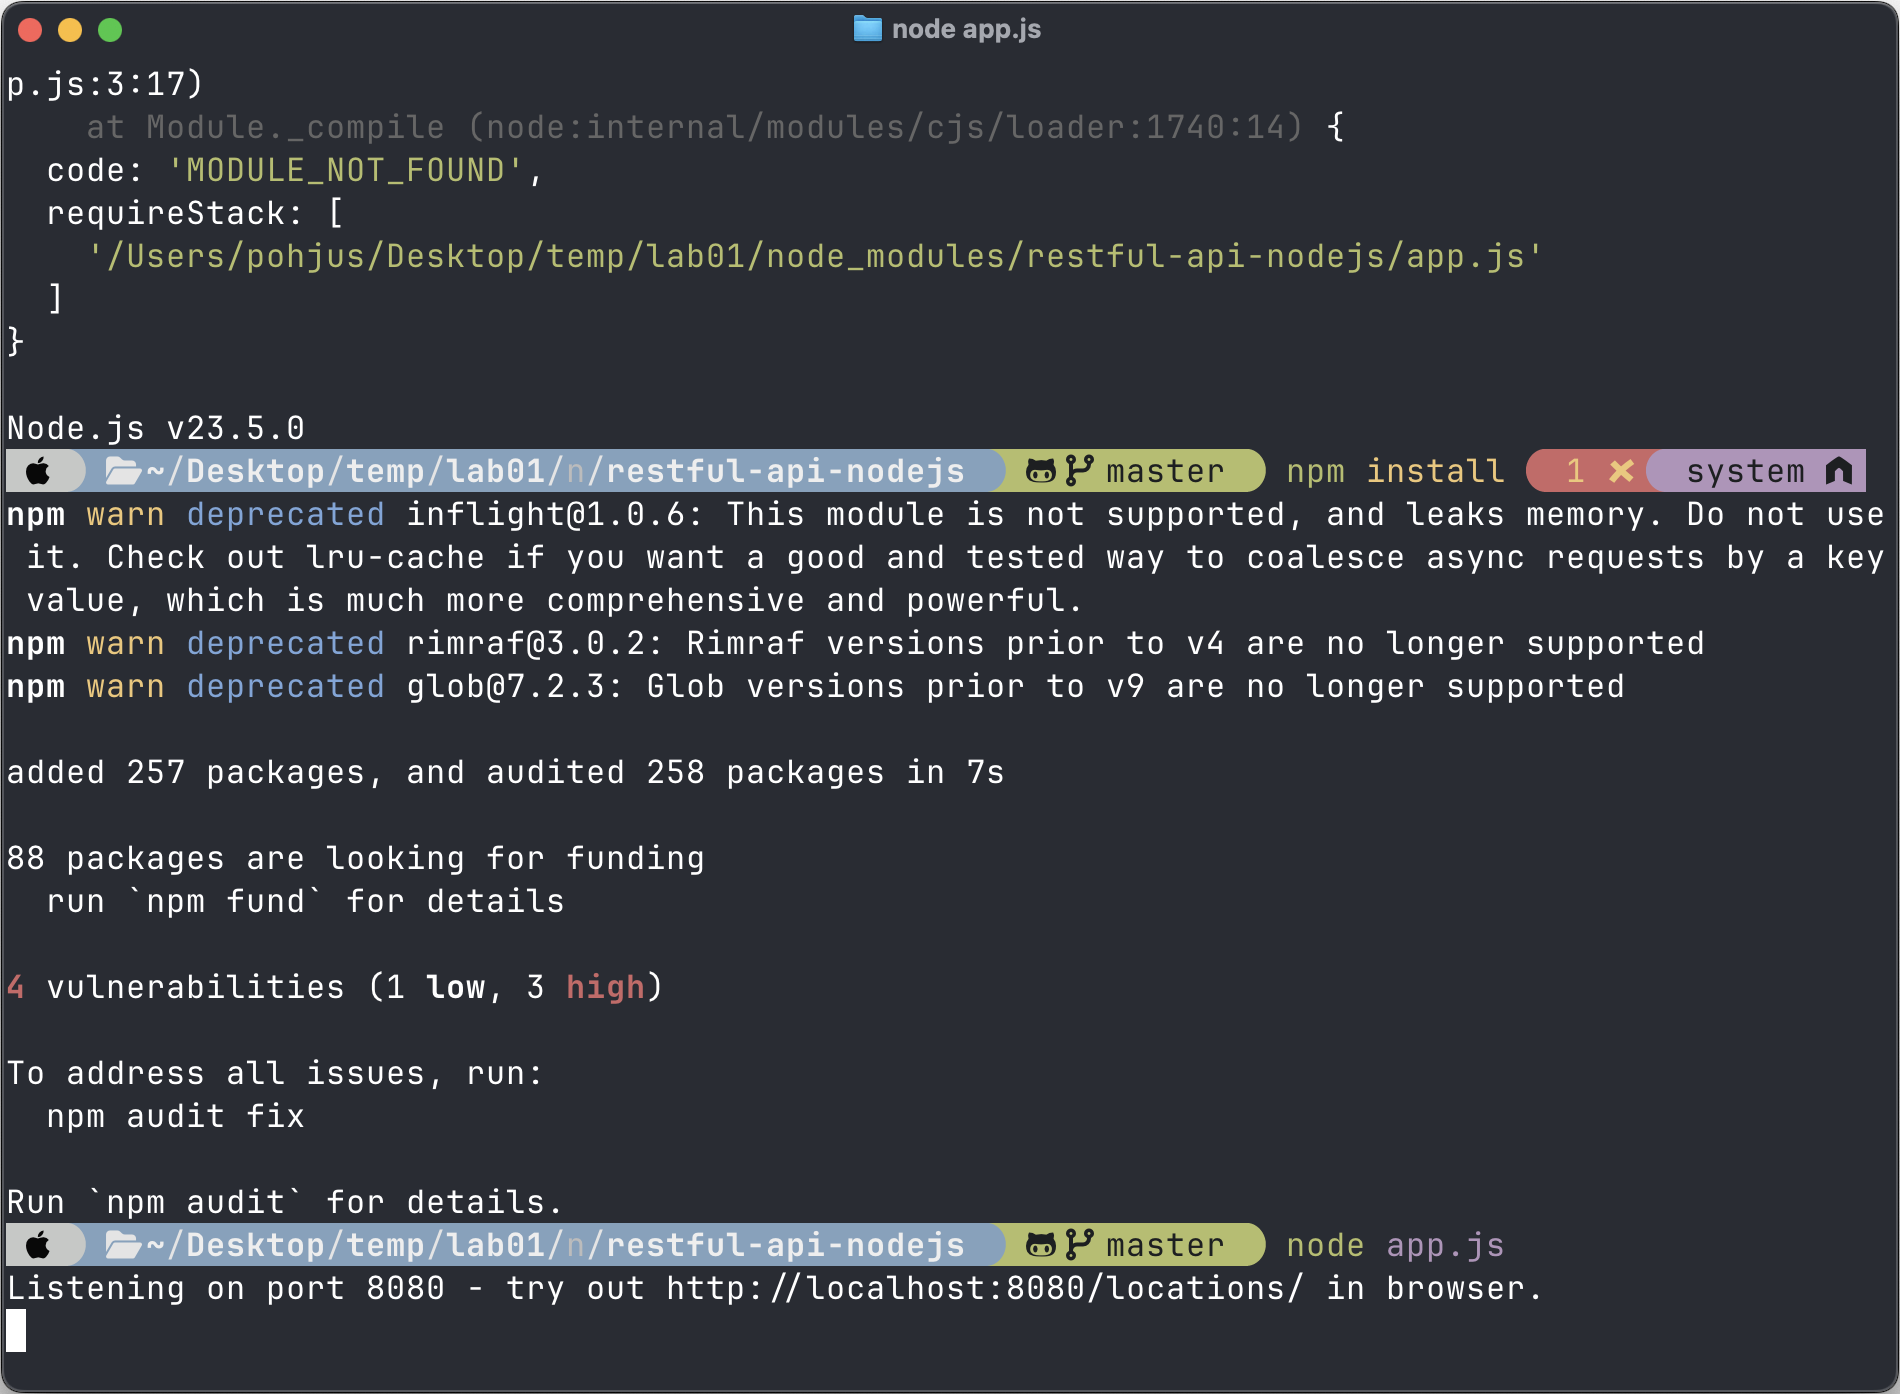 node app.js
p.js:3:17)
    at Module._compile (node:internal/modules/cjs/loader:1740:14) {
  code: 'MODULE_NOT_FOUND',
  requireStack: [
    '/Users/pohjus/Desktop/temp/lab01/node_modules/restful-api-nodejs/app.js'
  ]
}
Node.js v23.5.0
~/Desktop/temp/lab01/n/restful-api-nodejs master npm install 1 ✘ system
npm warn deprecated inflight@1.0.6: This module is not supported, and leaks memory. Do not use
 it. Check out lru-cache if you want a good and tested way to coalesce async requests by a key
 value, which is much more comprehensive and powerful.
npm warn deprecated rimraf@3.0.2: Rimraf versions prior to v4 are no longer supported
npm warn deprecated glob@7.2.3: Glob versions prior to v9 are no longer supported
added 257 packages, and audited 258 packages in 7s
88 packages are looking for funding
  run `npm fund` for details
4 vulnerabilities (1 low, 3 high)
To address all issues, run:
  npm audit fix
Run `npm audit` for details.
~/Desktop/temp/lab01/n/restful-api-nodejs master node app.js
Listening on port 8080 - try out http://localhost:8080/locations/ in browser.